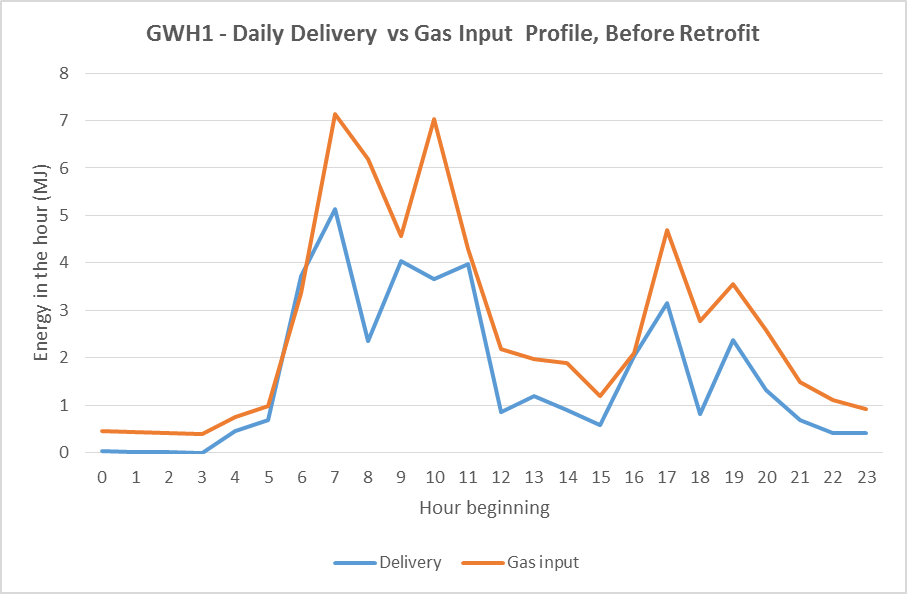 GWH1 - Daily Delivery vs Gas Input Profile, Before Retrofit
8
7
6
5
4
3
2
1
0
Energy in the hour (MJ)
0 1 2 3 4 5 6 7 8 9 10 11 12 13 14 15 16 17 18 19 20 21 22 23
Hour beginning
Delivery Gas input